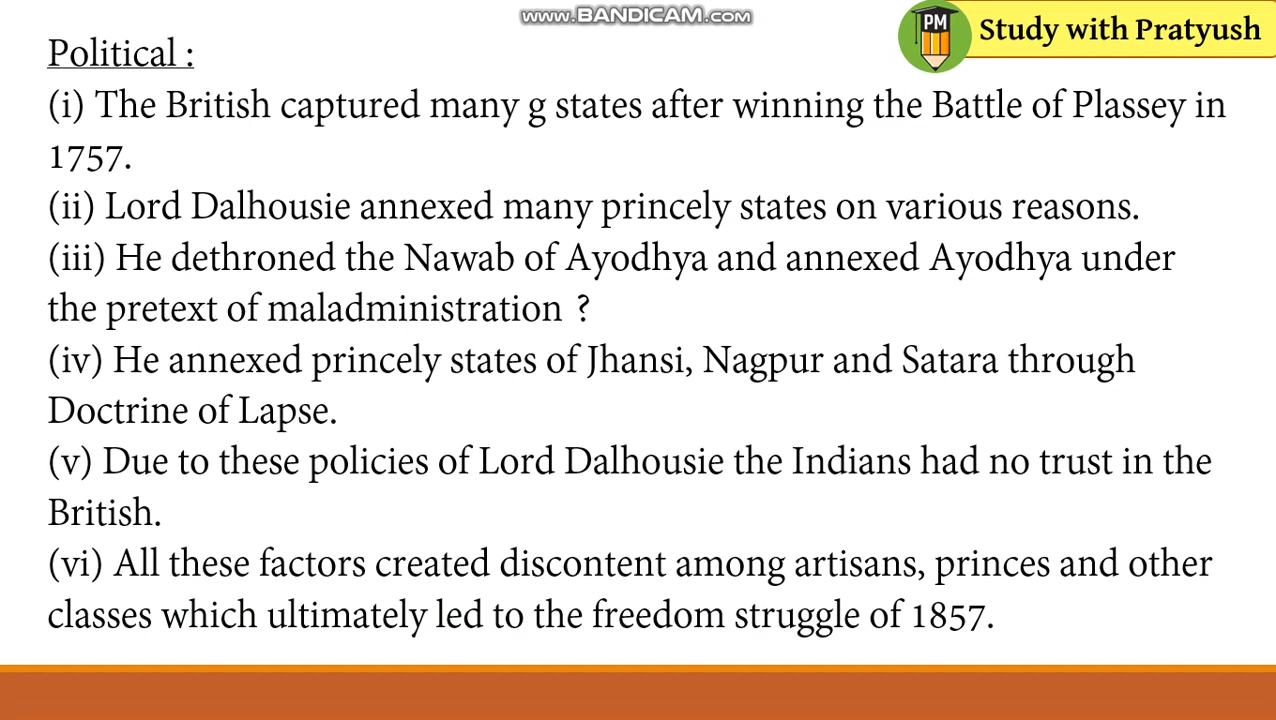 www.BANDICAM.com
PM
Study with Pratyush
Political :
(i) The British captured many g states after winning the Battle of Plassey in
1757.
(ii) Lord Dalhousie annexed many princely states on various reasons.
(iii) He dethroned the Nawab of Ayodhya and annexed Ayodhya under
the pretext of maladministration ?
(iv) He annexed princely states of Jhansi, Nagpur and Satara through
Doctrine of Lapse.
(v) Due to these policies of Lord Dalhousie the Indians had no trust in the
British.
(vi) All these factors created discontent among artisans, princes and other
classes which ultimately led to the freedom struggle of 1857.